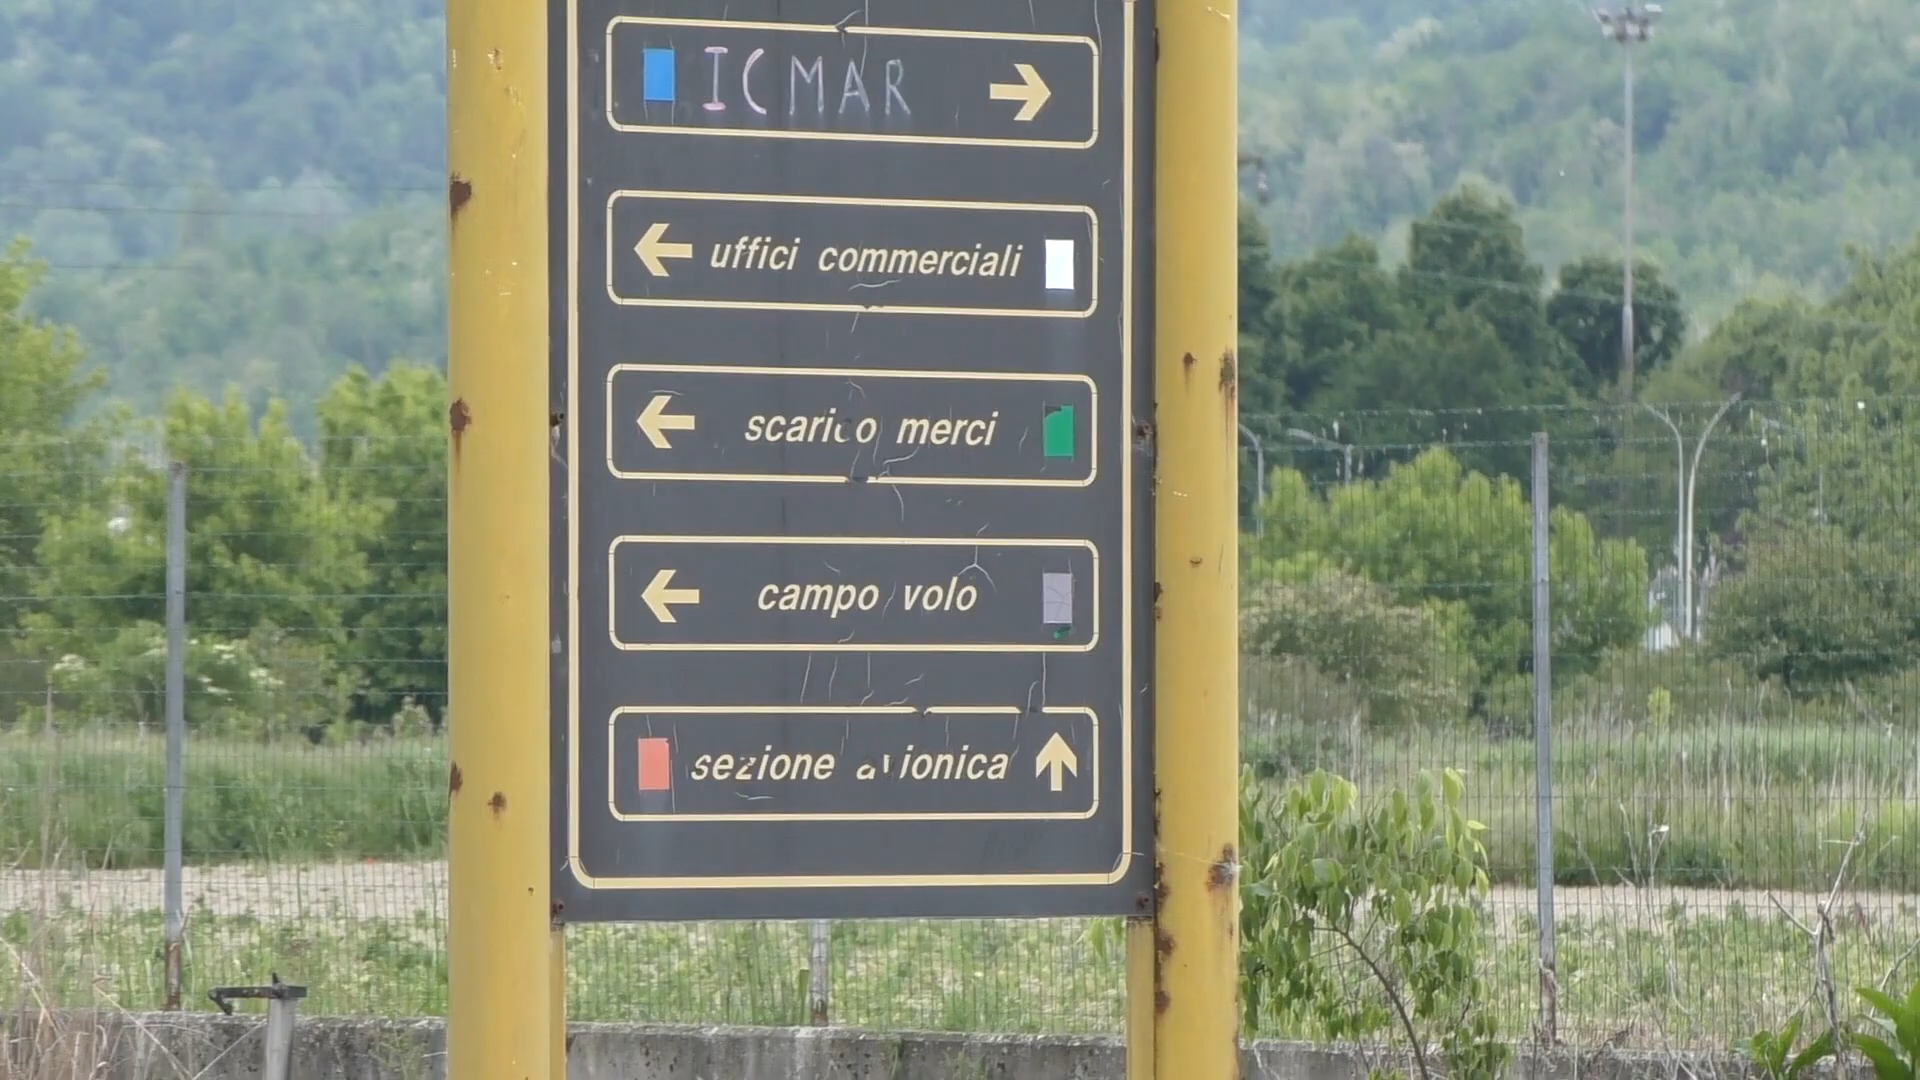 ICMAR
uffici commerciali
scarico merci
campo volo
sezione avionica